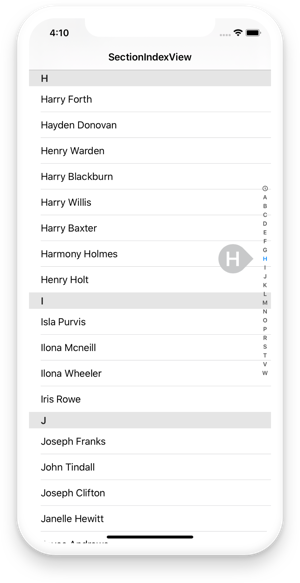 4:10
SectionIndexView
H
Harry Forth
Hayden Donovan
Henry Warden
Harry Blackburn
Harry Willis
Harry Baxter
Harmony Holmes
Henry Holt
I
Isla Purvis
Ilona Mcneill
Ilona Wheeler
Iris Rowe
J
Joseph Franks
John Tindall
Joseph Clifton
Janelle Hewitt
H
A
B
C
D
E
F
G
H
I
J
K
L
M
N
O
P
R
S
T
V
W